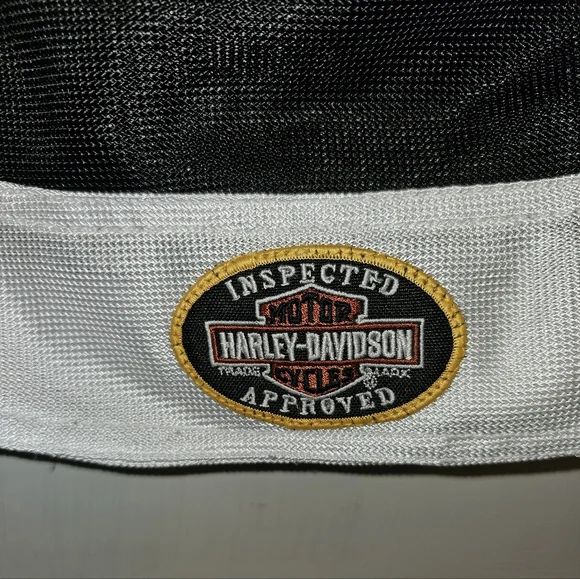 INSPECTED
MOTOR
HARLEY-DAVIDSON
TRADE MARK
CYCLES
APPROVED